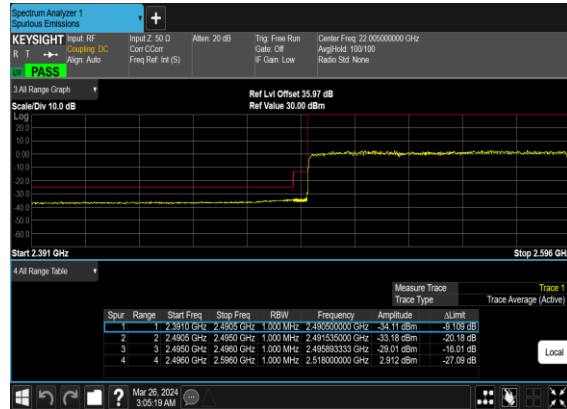 Spectrum Analyzer 1
Spurious Emissions
+
KEYSIGHT Input: RF Input Z: 50 Ω Atten: 20 dB Trig: Free Run Center Freq: 22.005000000 GHz
R T Coupling: DC Corr CCorr Gate: Off Avg|Hold: 100/100
Align: Auto Freq Ref: Int (S) IF Gain: Low Radio Std: None
PASS
3 All Range Graph
Ref Lvl Offset 35.97 dB
Scale/Div 10.0 dB Ref Value 30.00 dBm
Log
20.0
10.0
0.00
-10.0
-20.0
-30.0
-40.0
-50.0
-60.0
Start 2.391 GHz Stop 2.596 GHz
4 All Range Table
Measure Trace Trace 1
Trace Type Trace Average (Active)
Spur Range Start Freq Stop Freq RBW Frequency Amplitude ΔLimit
1 1 2.3910 GHz 2.4905 GHz 1.000 MHz 2.490500000 GHz -34.11 dBm -9.109 dB
2 2 2.4905 GHz 2.4950 GHz 1.000 MHz 2.491535000 GHz -33.18 dBm -20.18 dB
3 3 2.4950 GHz 2.4960 GHz 1.000 MHz 2.495893333 GHz -29.01 dBm -16.01 dB
4 4 2.4960 GHz 2.5960 GHz 1.000 MHz 2.518000000 GHz 2.912 dBm -27.09 dB
Local
? Mar 26, 2024
3:05:19 AM